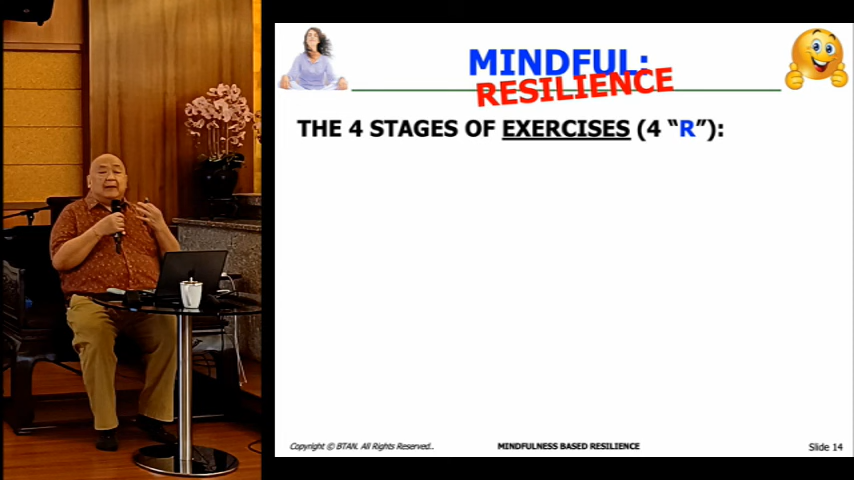 MINDFUL:
RESILIENCE
THE 4 STAGES OF EXERCISES (4 “R”):
Copyright © BTAN. All Rights Reserved.. MINDFULNESS BASED RESILIENCE Slide 14